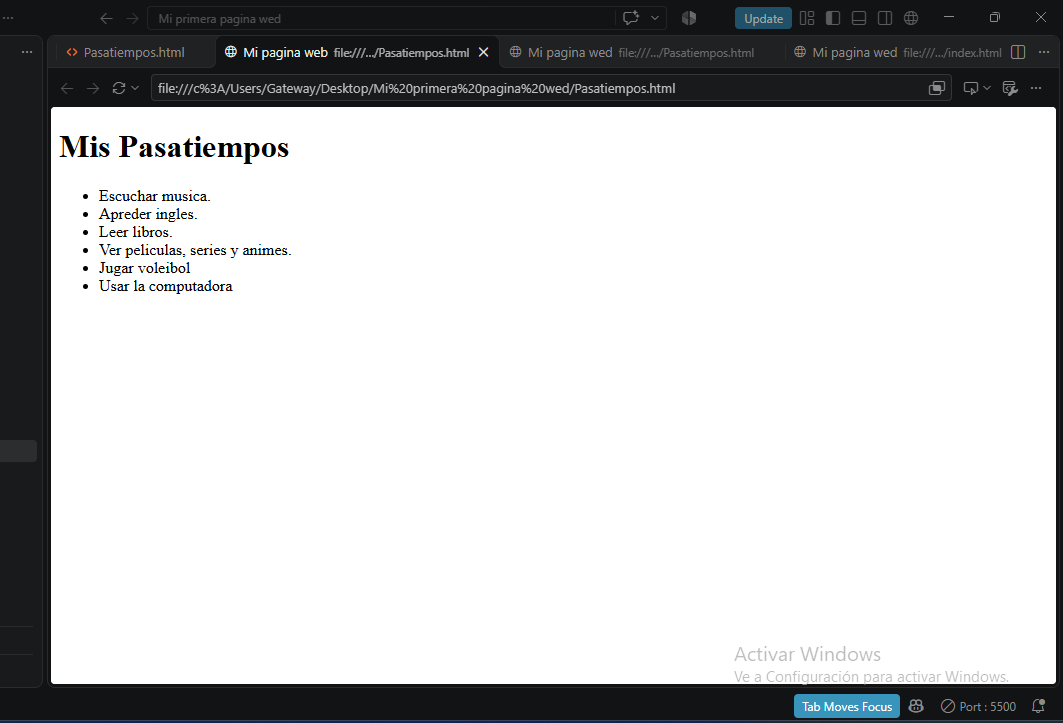 Mi primera pagina wed
Update
Pasatiempos.html
Mi pagina web file:///.../Pasatiempos.html
Mi pagina wed file:///.../Pasatiempos.html
Mi pagina wed file:///.../index.html
file:///c%3A/Users/Gateway/Desktop/Mi%20primera%20pagina%20wed/Pasatiempos.html
Mis Pasatiempos
Escuchar musica.
Apreder ingles.
Leer libros.
Ver peliculas, series y animes.
Jugar voleibol
Usar la computadora
Activar Windows
Ve a Configuración para activar Windows.
Tab Moves Focus
Port : 5500